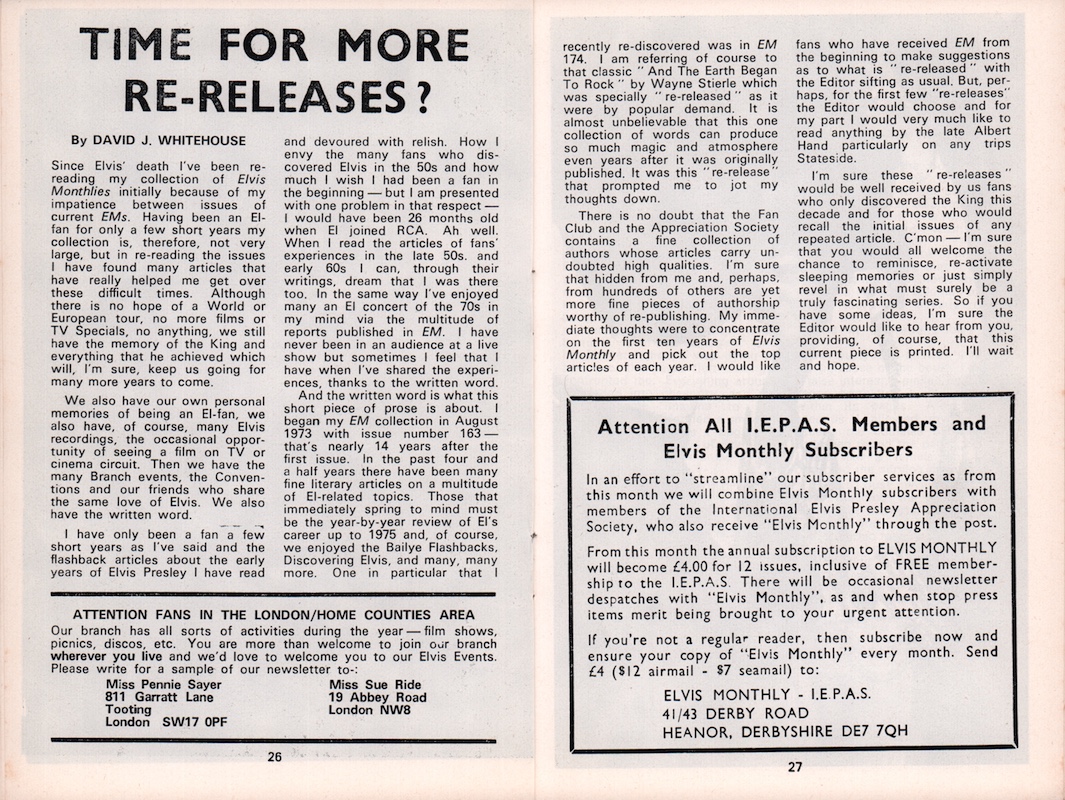 TIME FOR MORE
RE-RELEASES?
By DAVID J. WHITEHOUSE
Since Elvis' death I've been re-
reading my collection of Elvis
Monthlies initially because of my
impatience between issues of
current EMs. Having been an El-
fan for only a few short years my
collection is, therefore, not very
large, but in re-reading the issues
I have found many articles that
have really helped me get over
these difficult times. Although
there is no hope of a World or
European tour, no more films or
TV Specials, no anything, we still
have the memory of the King and
everything that he achieved which
will, I'm sure, keep us going for
many more years to come.
We also have our own personal
memories of being an El-fan, we
also have, of course, many Elvis
recordings, the occasional oppor-
tunity of seeing a film on TV or
cinema circuit. Then we have the
many Branch events, the Conven-
tions and our friends who share
the same love of Elvis. We also
have the written word.
I have only been a fan a few
short years as I've said and the
flashback articles about the early
years of Elvis Presley I have read
and devoured with relish. How I
envy the many fans who dis-
covered Elvis in the 50s and how
much I wish I had been a fan in
the beginning — but I am presented
with one problem in that respect —
I would have been 26 months old
when El joined RCA. Ah well.
When I read the articles of fans'
experiences in the late 50s. and
early 60s I can, through their
writings, dream that I was there
too. In the same way I've enjoyed
many an El concert of the 70s in
my mind via the multitude of
reports published in EM. I have
never been in an audience at a live
show but sometimes I feel that I
have when I've shared the experi-
ences, thanks to the written word.
And the written word is what this
short piece of prose is about. I
began my EM collection in August
1973 with issue number 163 —
that's nearly 14 years after the
first issue. In the past four and
a half years there have been many
fine literary articles on a multitude
of El-related topics. Those that
immediately spring to mind must
be the year-by-year review of El's
career up to 1975 and, of course,
we enjoyed the Bailye Flashbacks,
Discovering Elvis, and many, many
more. One in particular that I
ATTENTION FANS IN THE LONDON/HOME COUNTIES AREA
Our branch has all sorts of activities during the year — film shows,
picnics, discos, etc. You are more than welcome to join our branch
wherever you live and we'd love to welcome you to our Elvis Events.
Please write for a sample of our newsletter to-:
Miss Pennie Sayer
811 Garratt Lane
Tooting
London SW17 0PF
Miss Sue Ride
19 Abbey Road
London NW8
26
recently re-discovered was in EM
174. I am referring of course to
that classic "And The Earth Began
To Rock" by Wayne Stierle which
was specially "re-released" as it
were by popular demand. It is
almost unbelievable that this one
collection of words can produce
so much magic and atmosphere
even years after it was originally
published. It was this "re-release"
that prompted me to jot my
thoughts down.
There is no doubt that the Fan
Club and the Appreciation Society
contains a fine collection of
authors whose articles carry un-
doubted high qualities. I'm sure
that hidden from me and, perhaps,
from hundreds of others are yet
more fine pieces of authorship
worthy of re-publishing. My imme-
diate thoughts were to concentrate
on the first ten years of Elvis
Monthly and pick out the top
articles of each year. I would like
fans who have received EM from
the beginning to make suggestions
as to what is "re-released" with
the Editor sifting as usual. But, per-
haps, for the first few "re-releases"
the Editor would choose and for
my part I would very much like to
read anything by the late Albert
Hand particularly on any trips
Stateside.
I'm sure these "re-releases"
would be well received by us fans
who only discovered the King this
decade and for those who would
recall the initial issues of any
repeated article. C'mon — I'm sure
that you would all welcome the
chance to reminisce, re-activate
sleeping memories or just simply
revel in what must surely be a
truly fascinating series. So if you
have some ideas, I'm sure the
Editor would like to hear from you,
providing, of course, that this
current piece is printed. I'll wait
and hope.
Attention All I.E.P.A.S. Members and
Elvis Monthly Subscribers
In an effort to "streamline" our subscriber services as from
this month we will combine Elvis Monthly subscribers with
members of the International Elvis Presley Appreciation
Society, who also receive "Elvis Monthly" through the post.
From this month the annual subscription to ELVIS MONTHLY
will become £4.00 for 12 issues, inclusive of FREE member-
ship to the I.E.P.A.S. There will be occasional newsletter
despatches with "Elvis Monthly", as and when stop press
items merit being brought to your urgent attention.
If you're not a regular reader, then subscribe now and
ensure your copy of "Elvis Monthly" every month. Send
£4 ($12 airmail - $7 seamail) to:
ELVIS MONTHLY - I.E.P.A.S.
41/43 DERBY ROAD
HEANOR, DERBYSHIRE DE7 7QH
27